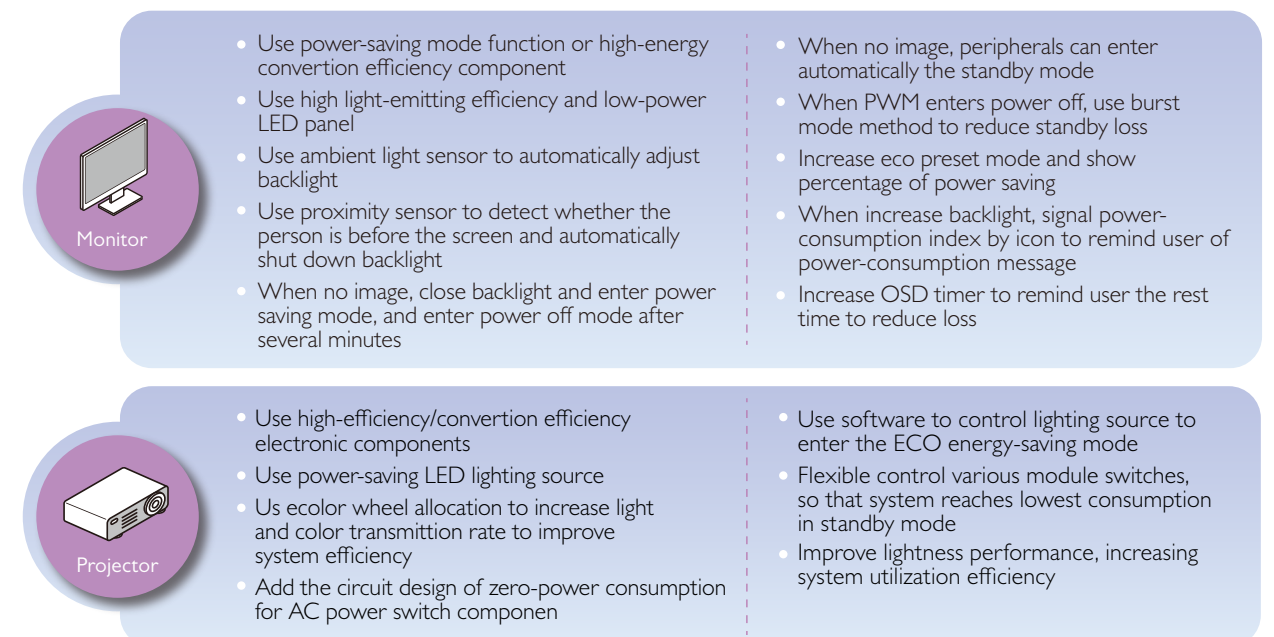 Monitor
• Use power-saving mode function or high-energy
convertion efficiency component
• Use high light-emitting efficiency and low-power
LED panel
• Use ambient light sensor to automatically adjust
backlight
• Use proximity sensor to detect whether the
person is before the screen and automatically
shut down backlight
• When no image, close backlight and enter power
saving mode, and enter power off mode after
several minutes
• When no image, peripherals can enter
automatically the standby mode
• When PWM enters power off, use burst
mode method to reduce standby loss
• Increase eco preset mode and show
percentage of power saving
• When increase backlight, signal power-
consumption index by icon to remind user of
power-consumption message
• Increase OSD timer to remind user the rest
time to reduce loss
Projector
• Use high-efficiency/convertion efficiency
electronic components
• Use power-saving LED lighting source
• Us ecolor wheel allocation to increase light
and color transmittion rate to improve
system efficiency
• Add the circuit design of zero-power consumption
for AC power switch componen
• Use software to control lighting source to
enter the ECO energy-saving mode
• Flexible control various module switches,
so that system reaches lowest consumption
in standby mode
• Improve lightness performance, increasing
system utilization efficiency